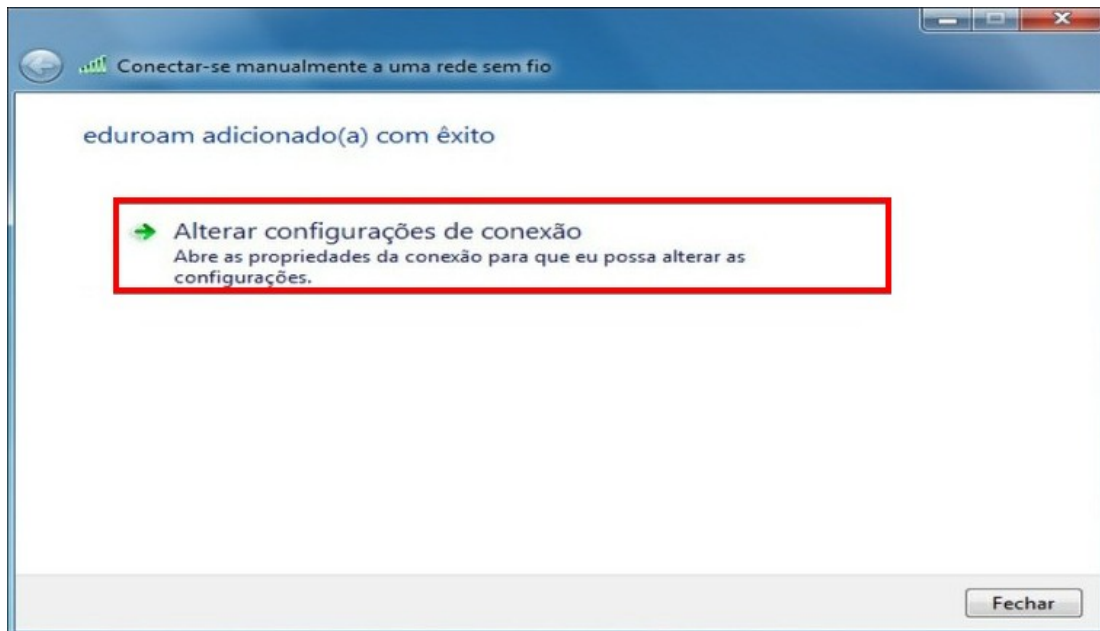 Conectar-se manualmente a uma rede sem fio
eduroam adicionado(a) com êxito
Alterar configurações de conexão
Abre as propriedades da conexão para que eu possa alterar as
configurações.
Fechar